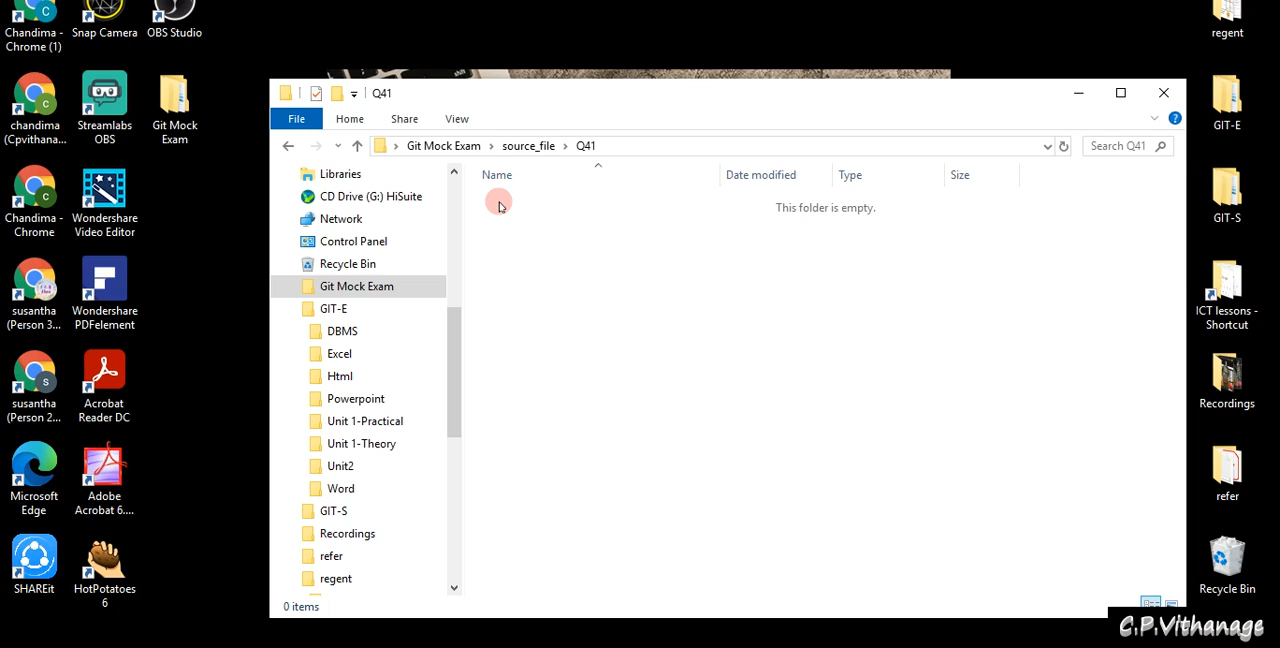 Chandima -
Chrome (1)
Snap Camera
OBS Studio
chandima
(Cpvithana...
Streamlabs
OBS
Git Mock
Exam
Chandima -
Chrome
Wondershare
Video Editor
susantha
(Person 3...
Wondershare
PDFelement
susantha
(Person 2...
Acrobat
Reader DC
Microsoft
Edge
Adobe
Acrobat 6....
SHAREit
HotPotatoes
6
Q41
File
Home
Share
View
Git Mock Exam
source_file
Q41
Search Q41
Libraries
CD Drive (G:) HiSuite
Network
Control Panel
Recycle Bin
Git Mock Exam
GIT-E
DBMS
Excel
Html
Powerpoint
Unit 1-Practical
Unit 1-Theory
Unit2
Word
GIT-S
Recordings
refer
regent
Name
Date modified
Type
Size
This folder is empty.
0 items
regent
GIT-E
GIT-S
ICT lessons -
Shortcut
Recordings
refer
Recycle Bin
C.P.Vithanage